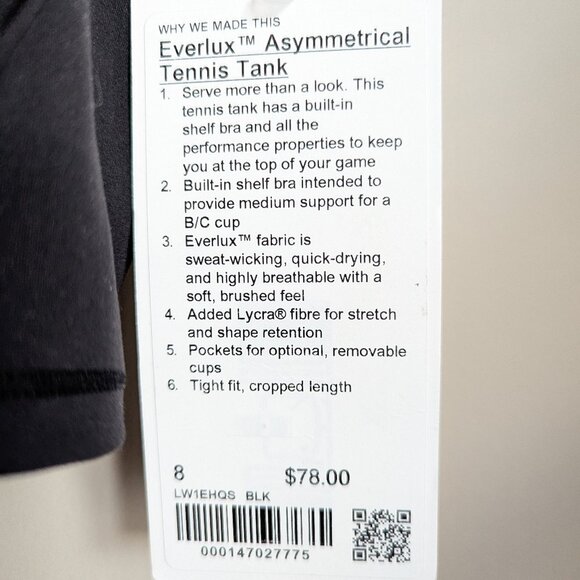 WHY WE MADE THIS
Everlux™ Asymmetrical
Tennis Tank
1. Serve more than a look. This
tennis tank has a built-in
shelf bra and all the
performance properties to keep
you at the top of your game
2. Built-in shelf bra intended to
provide medium support for a
B/C cup
3. Everlux™ fabric is
sweat-wicking, quick-drying,
and highly breathable with a
soft, brushed feel
4. Added Lycra® fibre for stretch
and shape retention
5. Pockets for optional, removable
cups
6. Tight fit, cropped length
8 $78.00
LW1EHQS BLK
000147027775